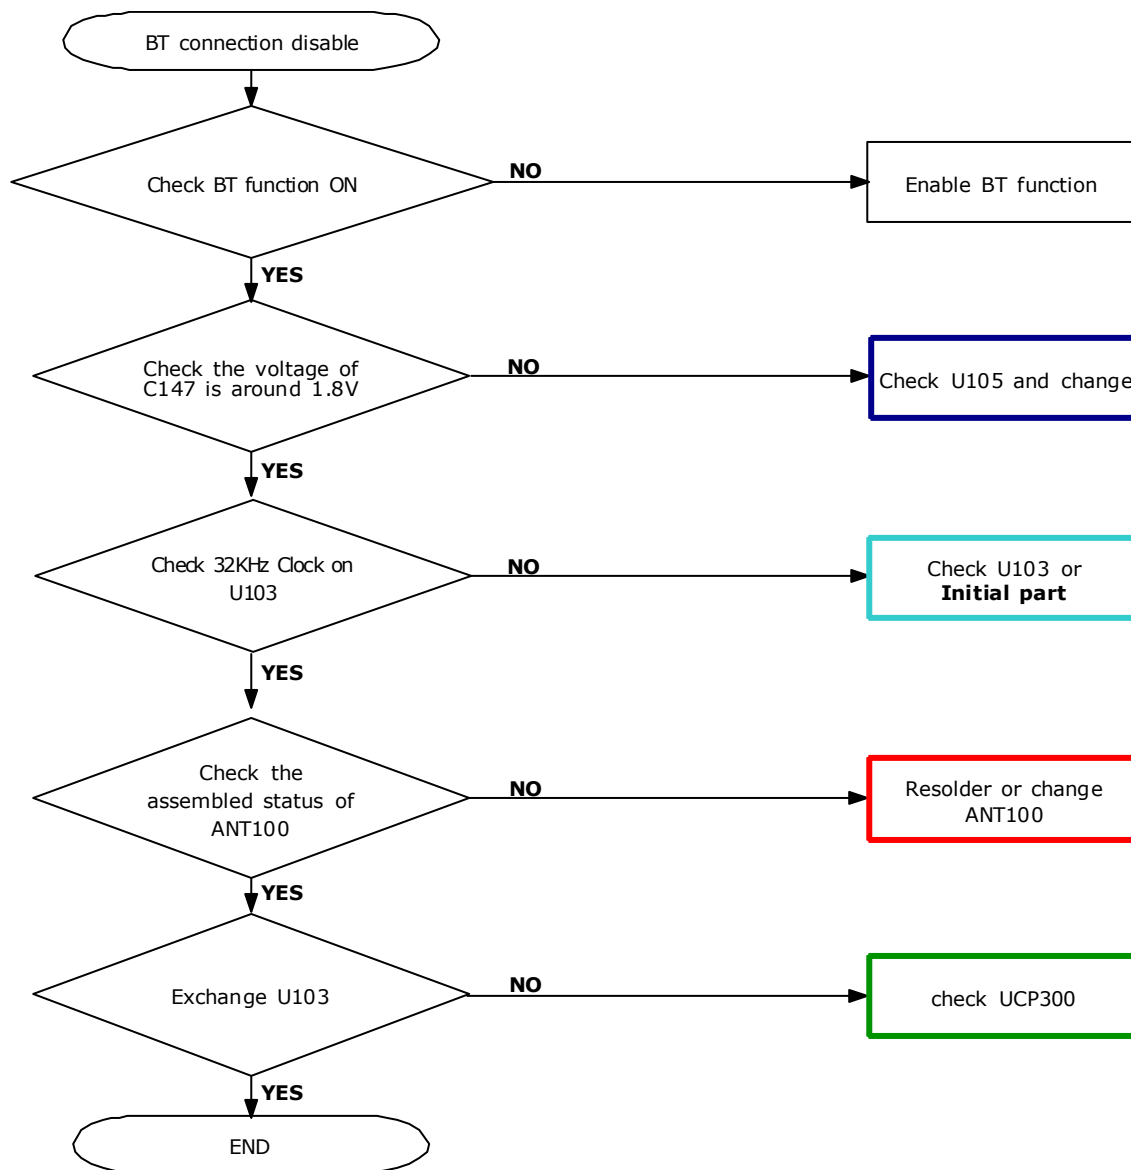 BT connection disable
Check BT function ON
NO
Enable BT function
YES
Check the voltage of
C147 is around 1.8V
NO
Check U105 and change
YES
Check 32KHz Clock on
U103
NO
Check U103 or
Initial part
YES
Check the
assembled status of
ANT100
NO
Resolder or change
ANT100
YES
Exchange U103
NO
check UCP300
YES
END